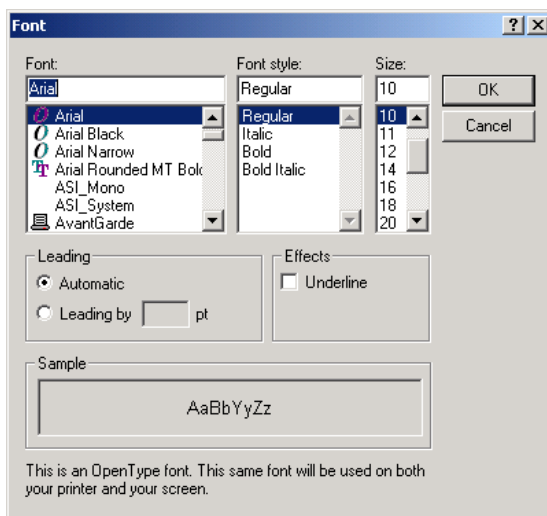 Font
Font:
Font style:
Size:
Arial
Regular
10
OK
Cancel
Arial
Arial Black
Arial Narrow
Arial Rounded MT Bold
ASI_Mono
ASI_System
AvantGarde
Regular
Italic
Bold
Bold Italic
10
11
12
14
16
18
20
Leading
Automatic
Leading by
pt
Effects
Underline
Sample
AaBbYyZz
This is an OpenType font. This same font will be used on both
your printer and your screen.